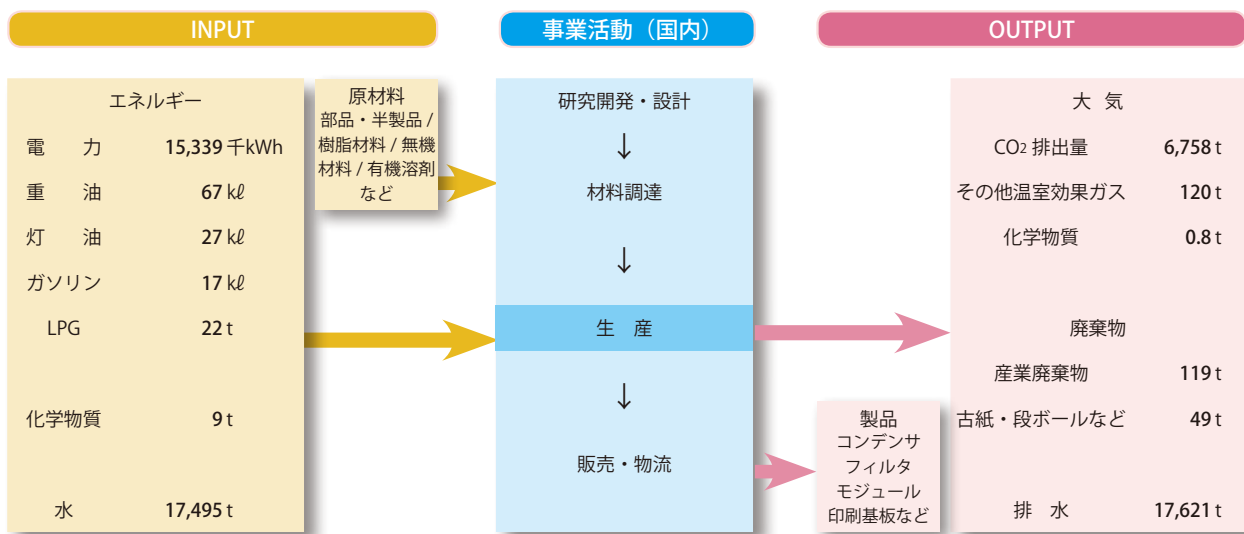 INPUT
エネルギー
電 力 15,339 千kWh
重 油 67 kℓ
灯 油 27 kℓ
ガソリン 17 kℓ
LPG 22 t
化学物質 9 t
水 17,495 t
原材料
部品・半製品 /
樹脂材料 / 無機
材料 / 有機溶剤
など
事業活動（国内）
研究開発・設計
↓
材料調達
↓
生 産
↓
販売・物流
OUTPUT
大 気
CO2 排出量 6,758 t
その他温室効果ガス 120 t
化学物質 0.8 t
廃棄物
産業廃棄物 119 t
古紙・段ボールなど 49 t
排 水 17,621 t
製品
コンデンサ
フィルタ
モジュール
印刷基板など